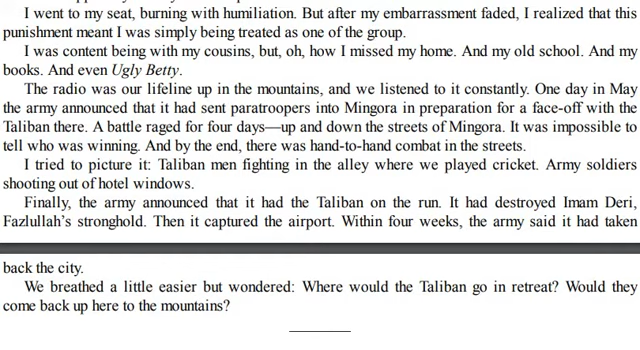 I went to my seat, burning with humiliation. But after my embarrassment faded, I realized that this
punishment meant I was simply being treated as one of the group.
I was content being with my cousins, but, oh, how I missed my home. And my old school. And my
books. And even Ugly Betty.
The radio was our lifeline up in the mountains, and we listened to it constantly. One day in May
the army announced that it had sent paratroopers into Mingora in preparation for a face-off with the
Taliban there. A battle raged for four days—up and down the streets of Mingora. It was impossible to
tell who was winning. And by the end, there was hand-to-hand combat in the streets.
I tried to picture it: Taliban men fighting in the alley where we played cricket. Army soldiers
shooting out of hotel windows.
Finally, the army announced that it had the Taliban on the run. It had destroyed Imam Deri,
Fazlullah’s stronghold. Then it captured the airport. Within four weeks, the army said it had taken
back the city.
We breathed a little easier but wondered: Where would the Taliban go in retreat? Would they
come back up here to the mountains?